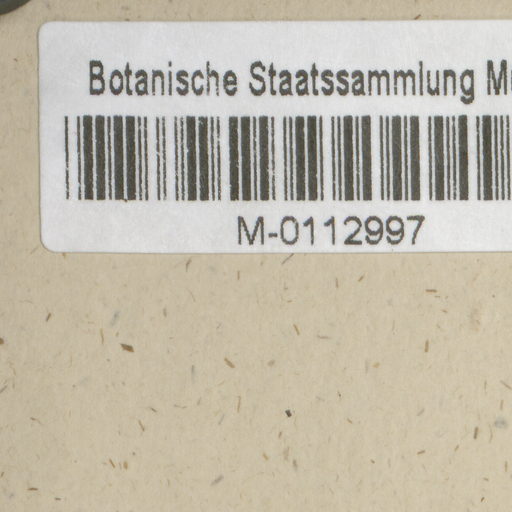 Botanische Staatssammlung M
M-0112997